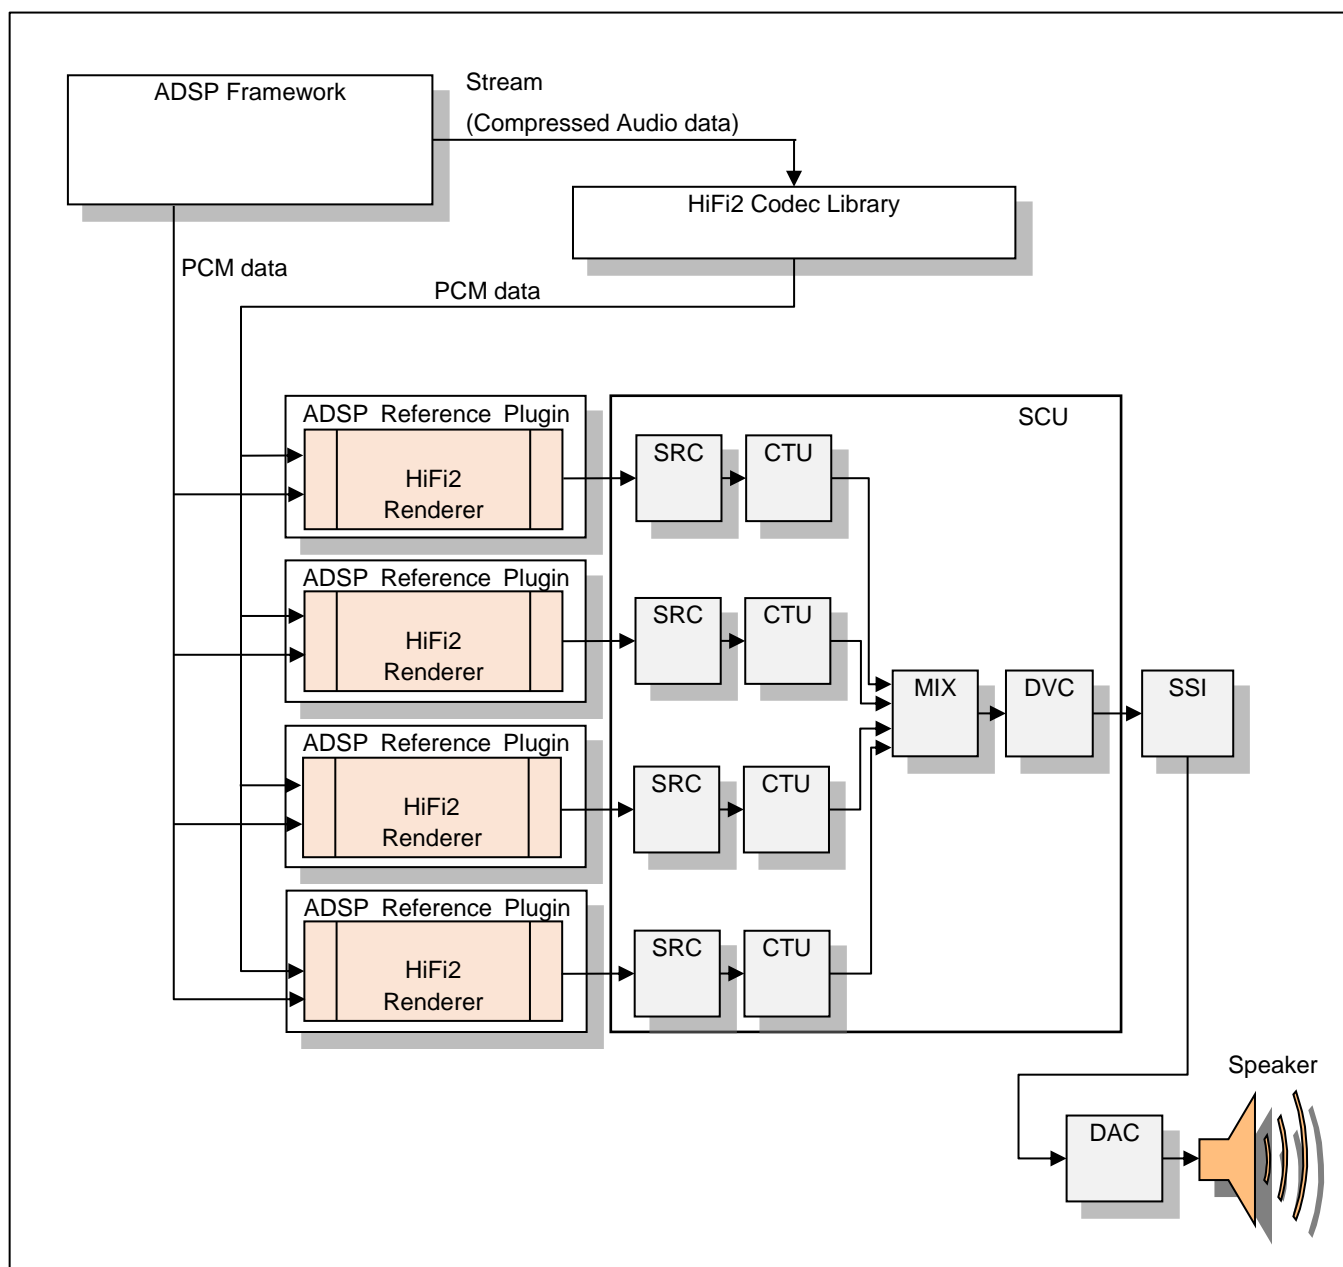 ADSP Framework
Stream
(Compressed Audio data)
HiFi2 Codec Library
PCM data
PCM data
ADSP Reference Plugin
HiFi2
Renderer
SCU
SRC
CTU
ADSP Reference Plugin
HiFi2
Renderer
SRC
CTU
MIX
DVC
SSI
ADSP Reference Plugin
HiFi2
Renderer
SRC
CTU
ADSP Reference Plugin
HiFi2
Renderer
SRC
CTU
Speaker
DAC